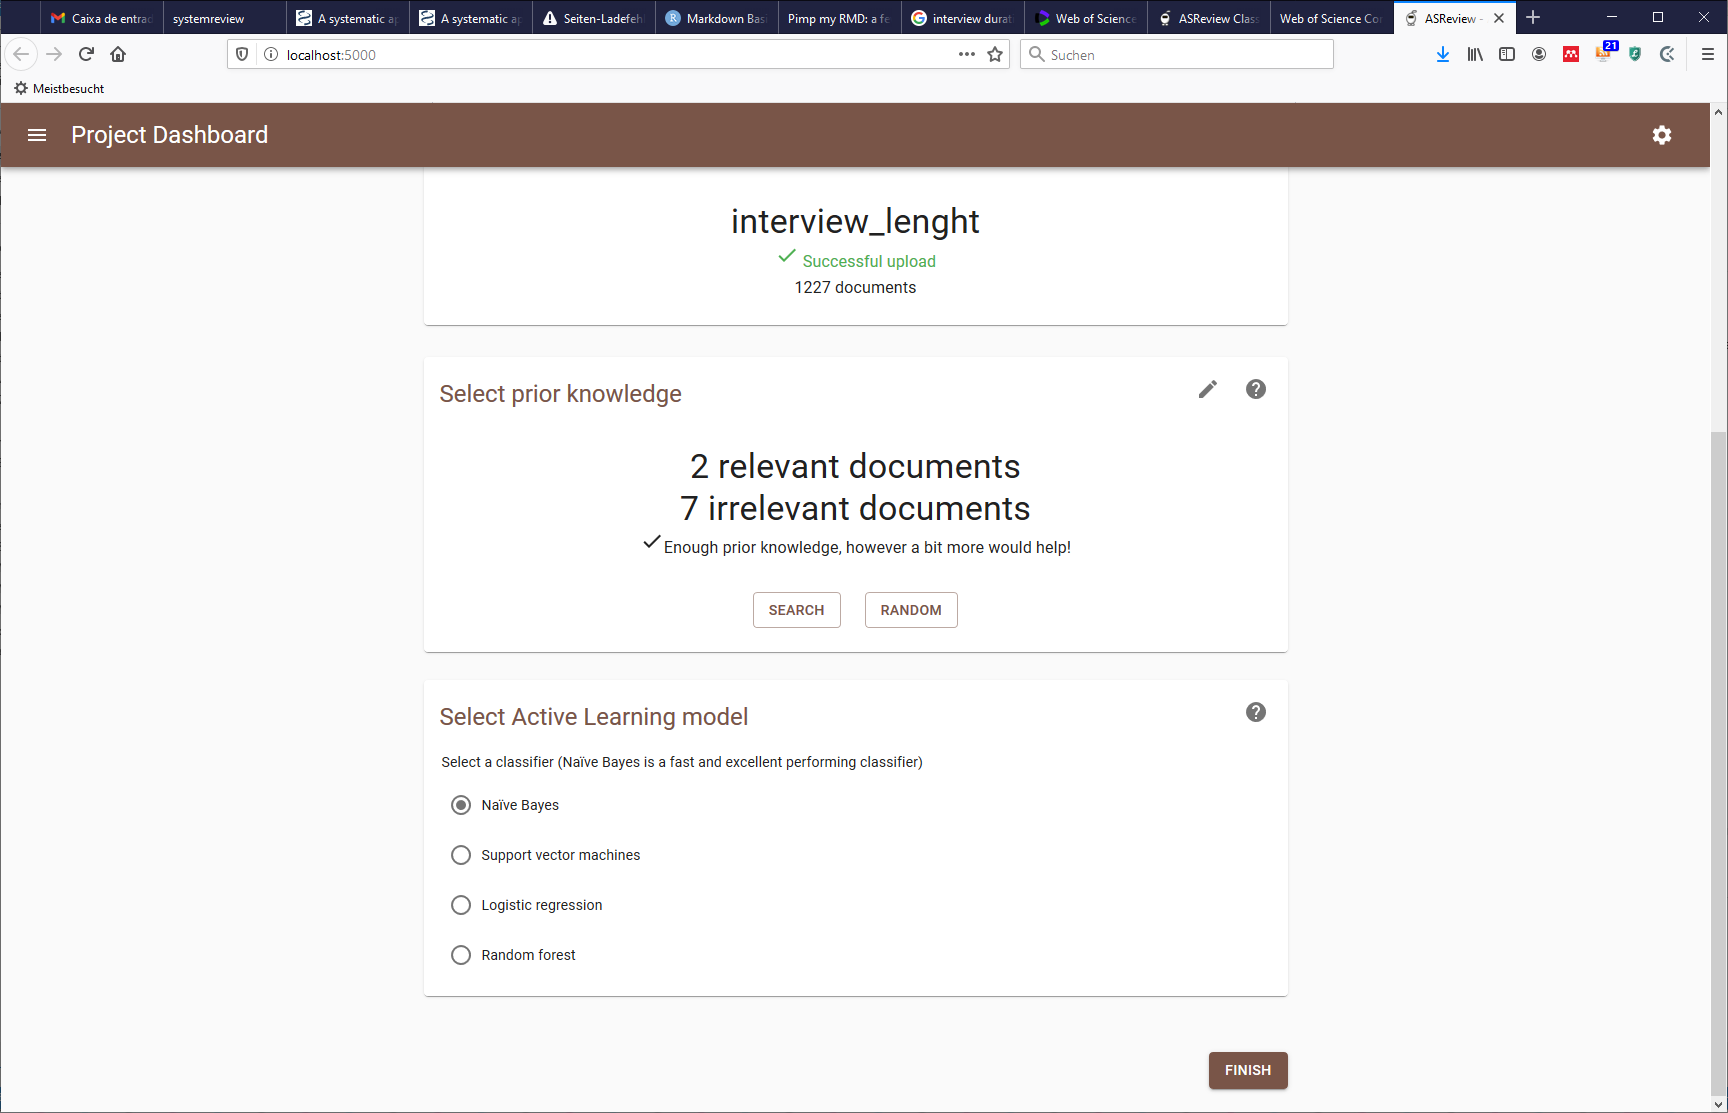 Caixa de entrad
systemreview
A systematic ap
A systematic ap
Seiten-Ladefeh
Markdown Basi
Pimp my RMD: a fe
interview durat
Web of Science
ASReview Class
Web of Science Cor
ASReview -
localhost:5000
Suchen
21
Meistbesucht
Project Dashboard
interview_lenght
Successful upload
1227 documents
Select prior knowledge
2 relevant documents
7 irrelevant documents
Enough prior knowledge, however a bit more would help!
SEARCH
RANDOM
Select Active Learning model
Select a classifier (Naïve Bayes is a fast and excellent performing classifier)
Naïve Bayes
Support vector machines
Logistic regression
Random forest
FINISH